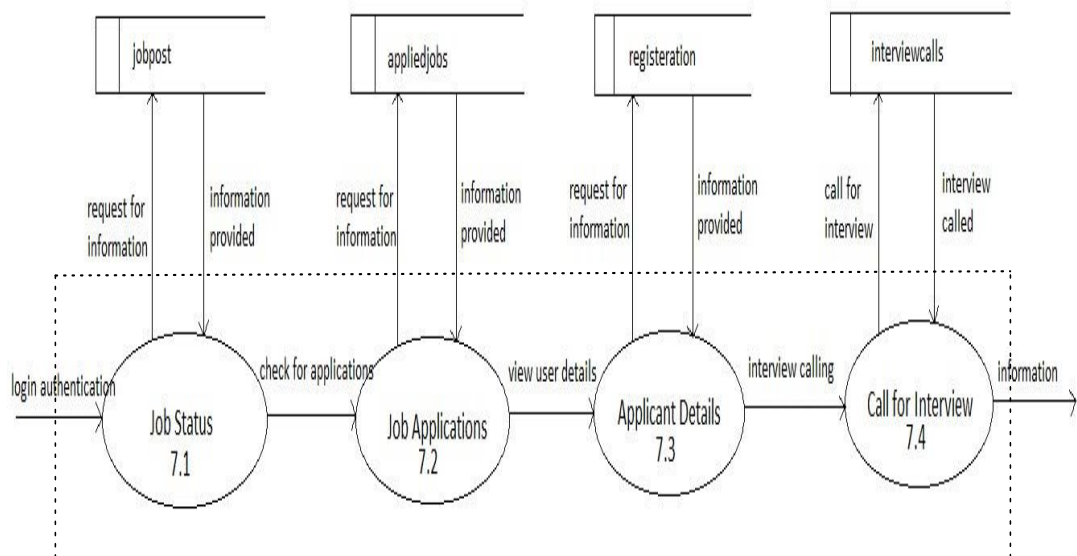 jobpost
appliedjobs
registeration
interviewcalls
request for
information
information
provided
request for
information
information
provided
request for
information
information
provided
call for
interview
interview
called
login authentication
check for applications
view user details
interview calling
information
Job Status
7.1
Job Applications
7.2
Applicant Details
7.3
Call for Interview
7.4